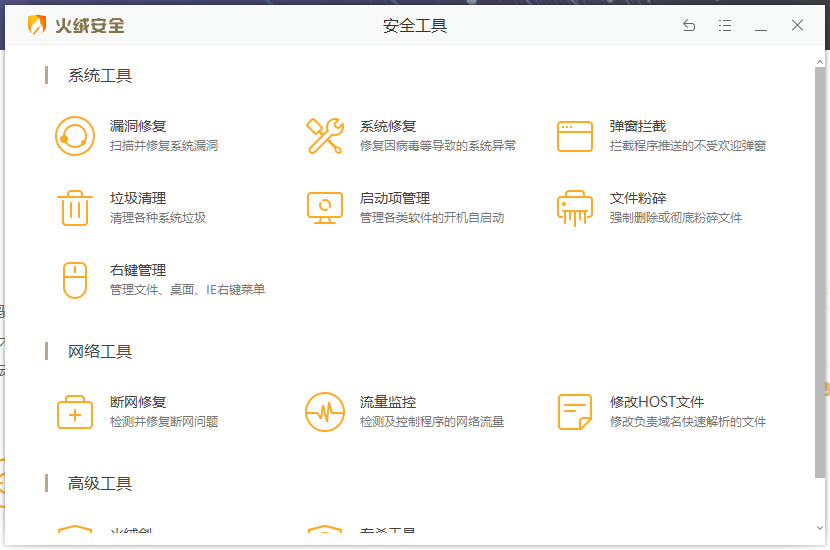 火绒安全
安全工具
系统工具
漏洞修复
扫描并修复系统漏洞
系统修复
修复因病毒等导致的系统异常
弹窗拦截
拦截程序推送的不受欢迎弹窗
垃圾清理
清理各种系统垃圾
启动项管理
管理各类软件的开机自启动
文件粉碎
强制删除或彻底粉碎文件
右键管理
管理文件、桌面、IE右键菜单
网络工具
断网修复
检测并修复断网问题
流量监控
检测及控制程序的网络流量
修改HOST文件
修改负责域名快速解析的文件
高级工具
火绒剑
专杀工具